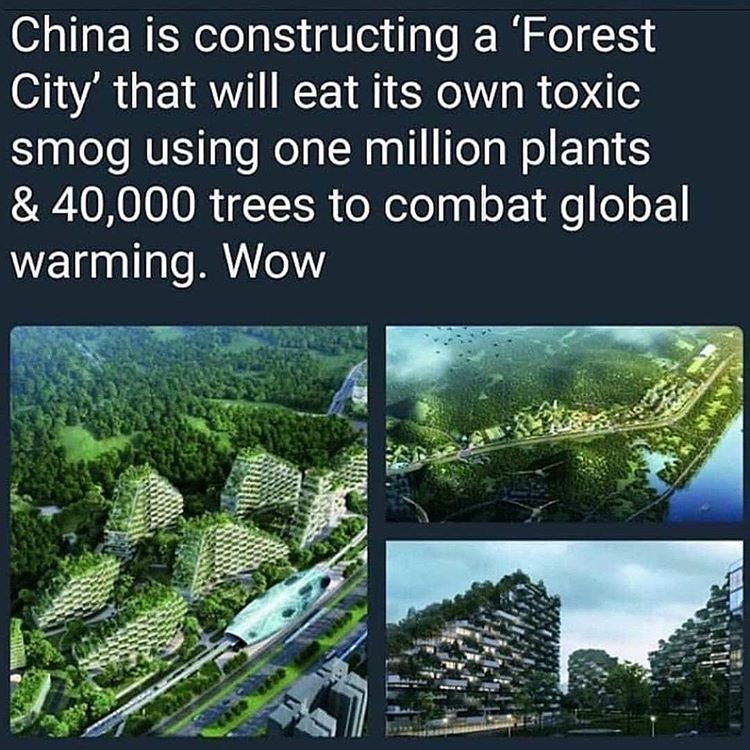 China is constructing a ‘Forest
City’ that will eat its own toxic
smog using one million plants
& 40,000 trees to combat global
warming. Wow